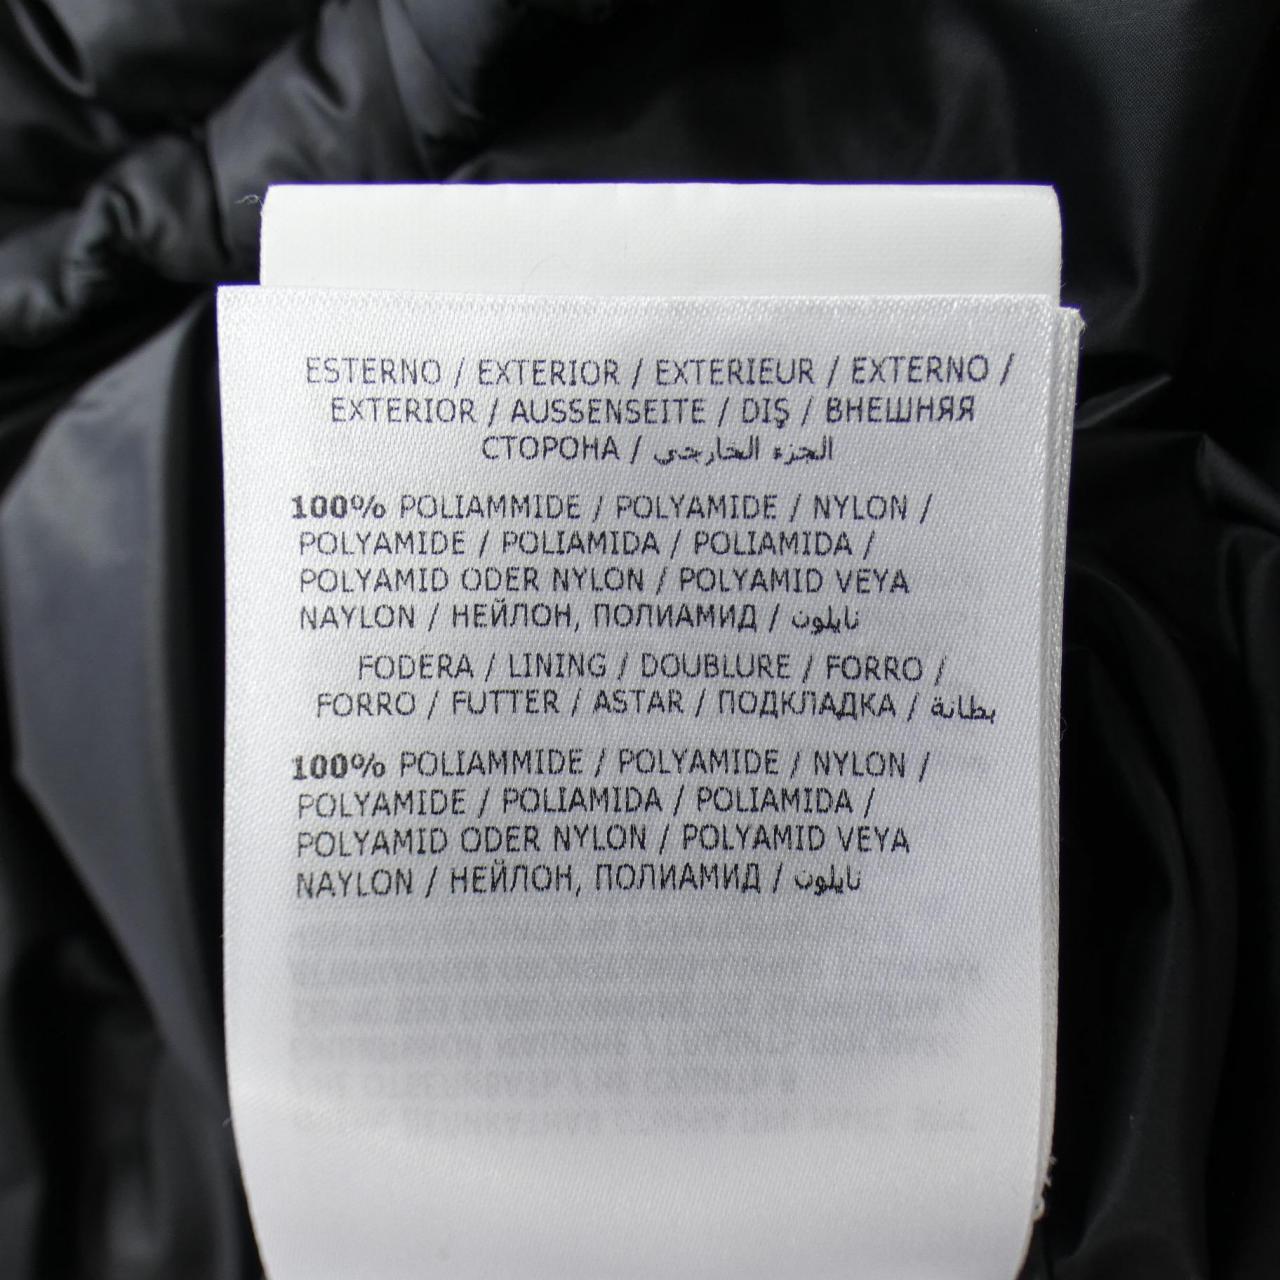 ESTERNO / EXTERIOR / EXTERIEUR / EXTERNO /
EXTERIOR / AUSSENSEITE / DIŞ / ВНЕШНЯЯ
СТОРОНА / الجزء الخارجي
100% POLIAMMIDE / POLYAMIDE / NYLON /
POLYAMIDE / POLIAMIDA / POLIAMIDA /
POLYAMID ODER NYLON / POLYAMID VEYA
NAYLON / НЕЙЛОН, ПОЛИАМИД / نايلون
FODERA / LINING / DOUBLURE / FORRO /
FORRO / FUTTER / ASTAR / ПОДКЛАДКА / بطانة
100% POLIAMMIDE / POLYAMIDE / NYLON /
POLYAMIDE / POLIAMIDA / POLIAMIDA /
POLYAMID ODER NYLON / POLYAMID VEYA
NAYLON / НЕЙЛОН, ПОЛИАМИД / نايلون